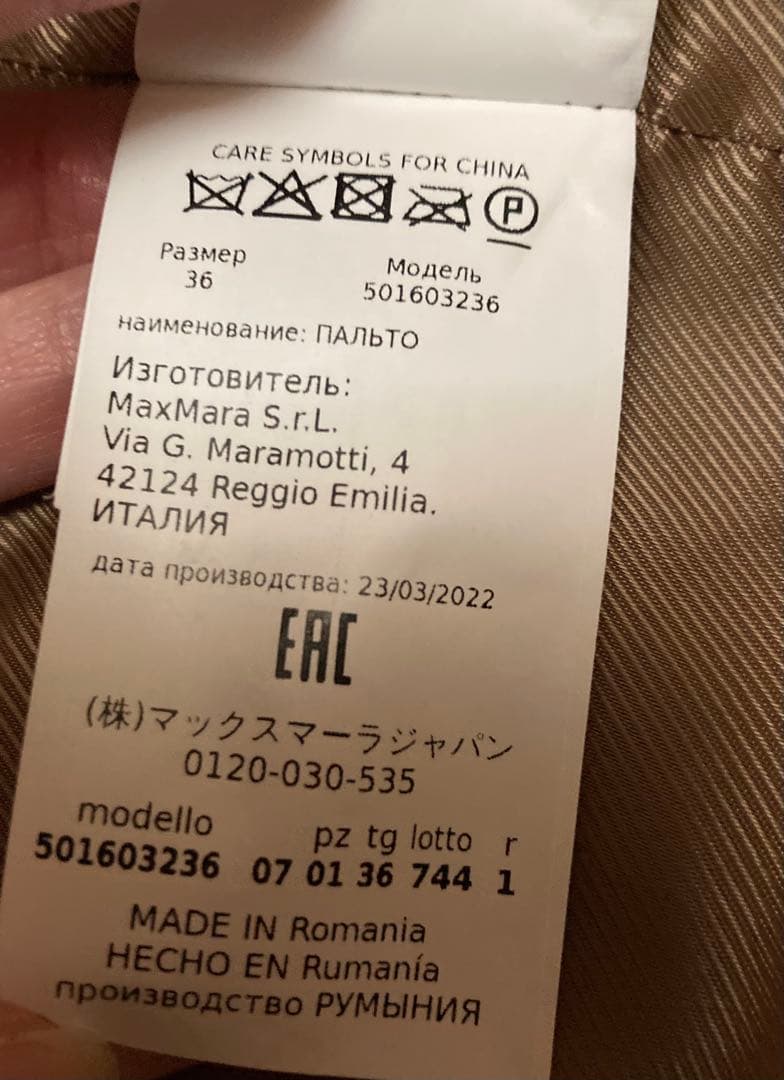 CARE SYMBOLS FOR CHINA
P
Размер Модель
36 501603236
наименование: ПАЛЬТО
Изготовитель:
MaxMara S.r.L.
Via G. Maramotti, 4
42124 Reggio Emilia.
ИТАЛИЯ
дата производства: 23/03/2022
EAC
(株)マックスマーラジャパン
0120-030-535
modello pz tg lotto r
501603236 07 01 36 744 1
MADE IN Romania
HECHO EN Rumanía
производство РУМЫНИЯ